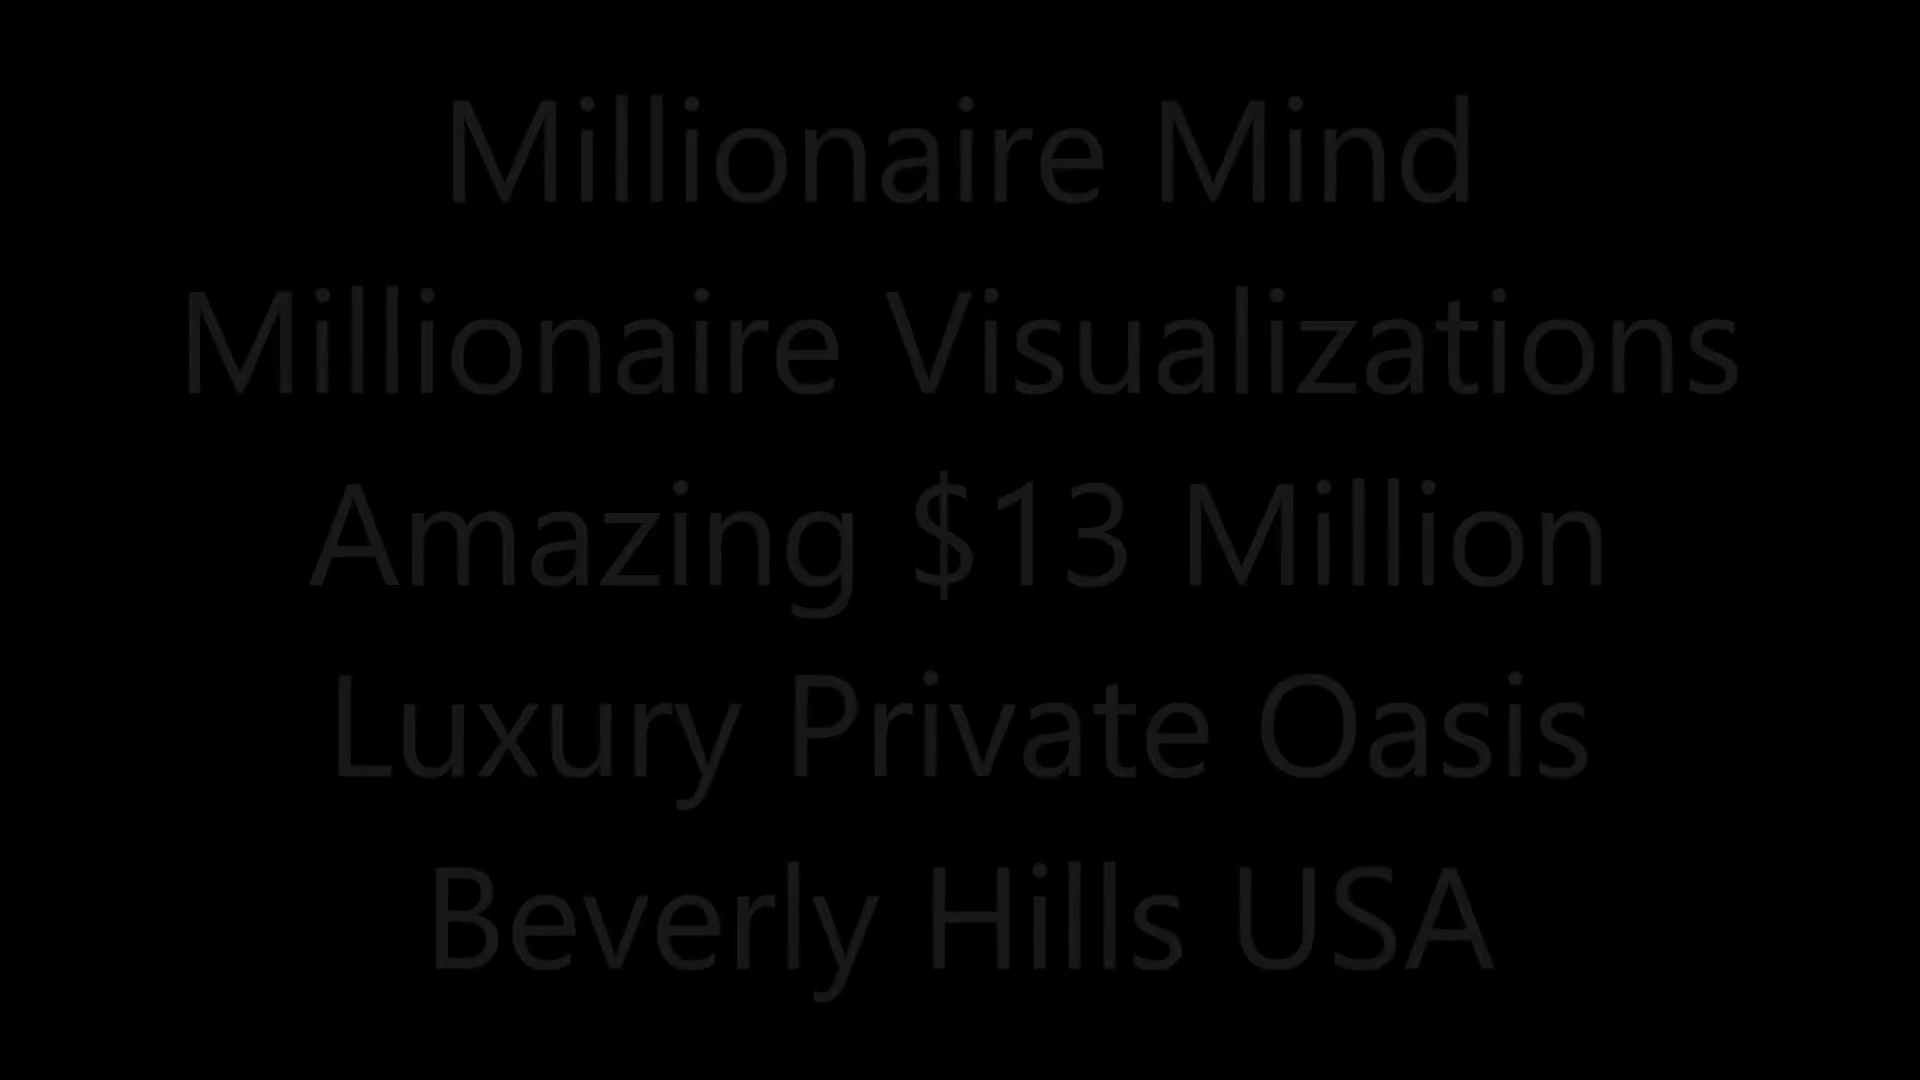 Millionaire Mind
Millionaire Visualizations
Amazing $13 Million
Luxury Private Oasis
Beverly Hills USA